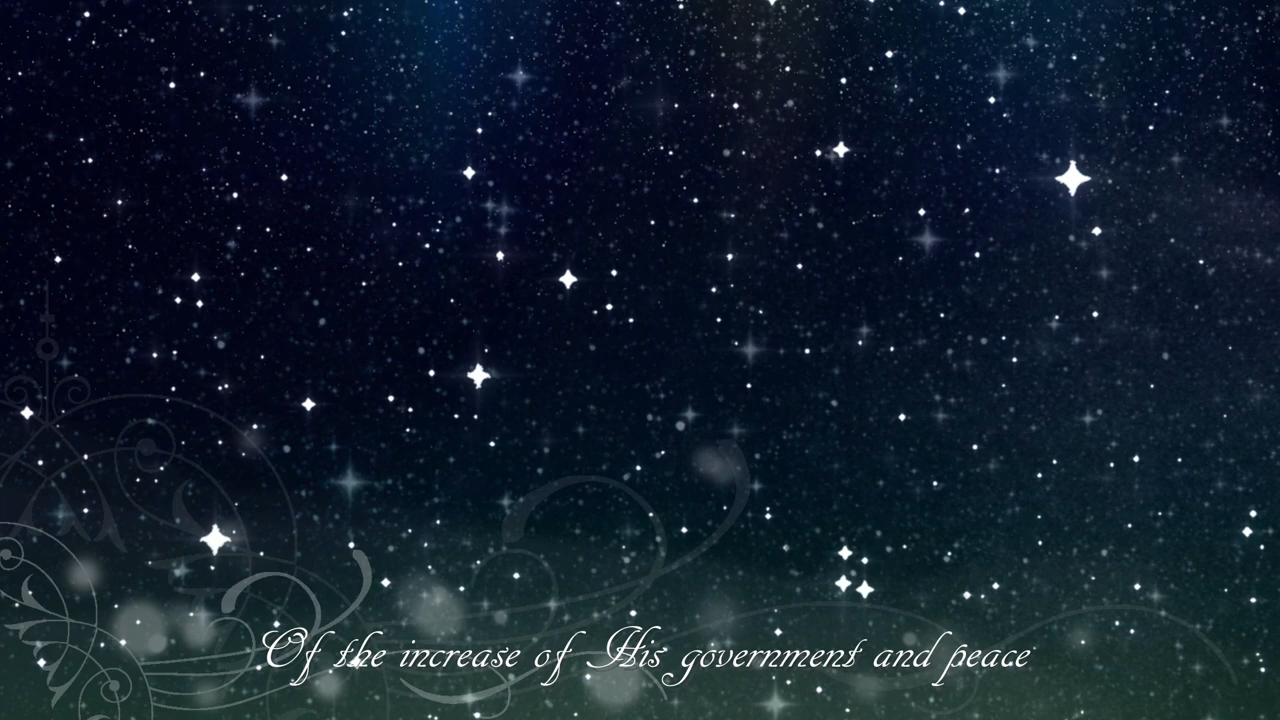 Of the increase of His government and peace